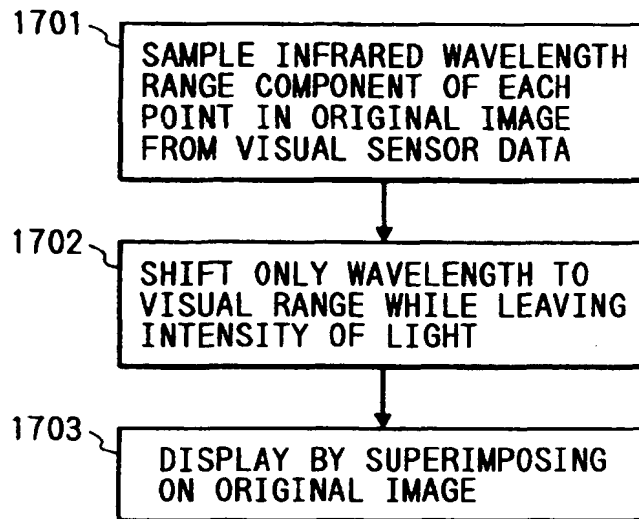 1701
SAMPLE INFRARED WAVELENGTH
RANGE COMPONENT OF EACH
POINT IN ORIGINAL IMAGE
FROM VISUAL SENSOR DATA
1702
SHIFT ONLY WAVELENGTH TO
VISUAL RANGE WHILE LEAVING
INTENSITY OF LIGHT
1703
DISPLAY BY SUPERIMPOSING
ON ORIGINAL IMAGE